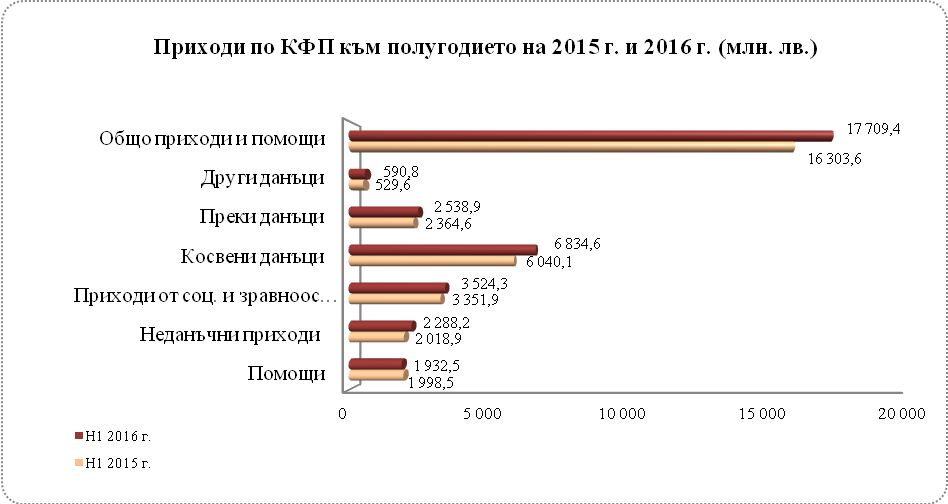 Приходи по КФП към полугодието на 2015 г. и 2016 г. (млн. лв.)
Общо приходи и помощи
17 709,4
16 303,6
Други данъци
590,8
529,6
Преки данъци
2 538,9
2 364,6
Косвени данъци
6 834,6
6 040,1
Приходи от соц. и зравноос…
3 524,3
3 351,9
Неданъчни приходи
2 288,2
2 018,9
Помощи
1 932,5
1 998,5
0 5 000 10 000 15 000 20 000
H1 2016 г.
H1 2015 г.